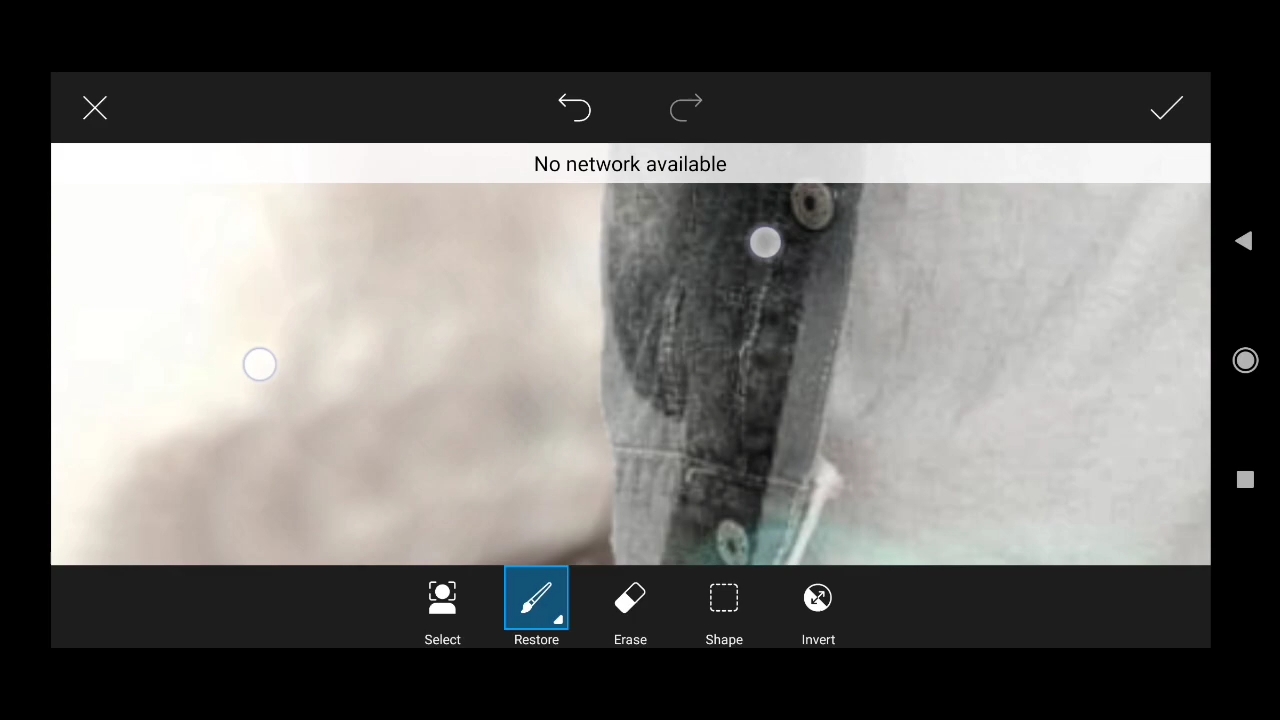 No network available
Select
Restore
Erase
Shape
Invert